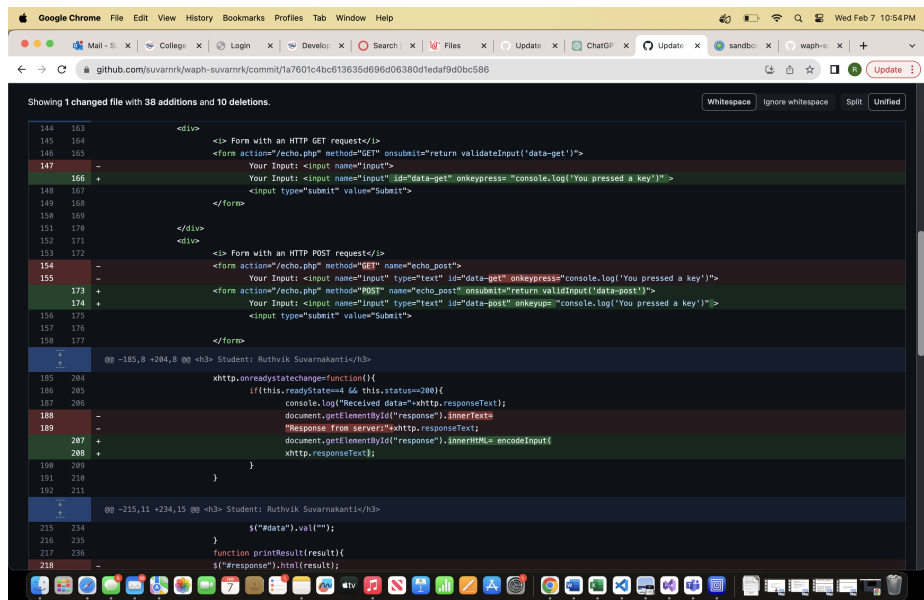 Google Chrome File Edit View History Bookmarks Profiles Tab Window Help Wed Feb 7 10:54 PM
Mail - S College Login Develop Search Files Update ChatGP Update sandbo waph-s
github.com/suvarnrk/waph-suvarnrk/commit/1a7601c4bc613635d696d06380d1edaf9d0bc586 R Update
Showing 1 changed file with 38 additions and 10 deletions. Whitespace Ignore whitespace Split Unified
144 163 <div>
145 164 <i> Form with an HTTP GET request</i>
146 165 <form action="/echo.php" method="GET" onsubmit="return validateInput('data-get')">
147 - Your Input: <input name="input">
166 + Your Input: <input name="input" id="data-get" onkeypress= "console.log('You pressed a key')" >
148 167 <input type="submit" value="Submit">
149 168 </form>
150 169
151 170 </div>
152 171 <div>
153 172 <i> Form with an HTTP POST request</i>
154 - <form action="/echo.php" method="GET" name="echo_post">
155 - Your Input: <input name="input" type="text" id="data-get" onkeypress="console.log('You pressed a key')">
173 + <form action="/echo.php" method="POST" name="echo_post" onsubmit="return validInput('data-post')">
174 + Your Input: <input name="input" type="text" id="data-post" onkeyup= "console.log('You pressed a key')" >
156 175 <input type="submit" value="Submit">
157 176
158 177 </form>
@@ -185,8 +204,8 @@ <h3> Student: Ruthvik Suvarnakanti</h3>
185 204 xhttp.onreadystatechange=function(){
186 205 if(this.readyState==4 && this.status==200){
187 206 console.log("Received data="+xhttp.responseText);
188 - document.getElementById("response").innerText=
189 - "Response from server:"+xhttp.responseText;
207 + document.getElementById("response").innerHtML= encodeInput(
208 + xhttp.responseText);
190 209 }
191 210 }
192 211
@@ -215,11 +234,15 @@ <h3> Student: Ruthvik Suvarnakanti</h3>
215 234 $("#data").val("");
216 235 }
217 236 function printResult(result){
218 - $("#response").html(result);